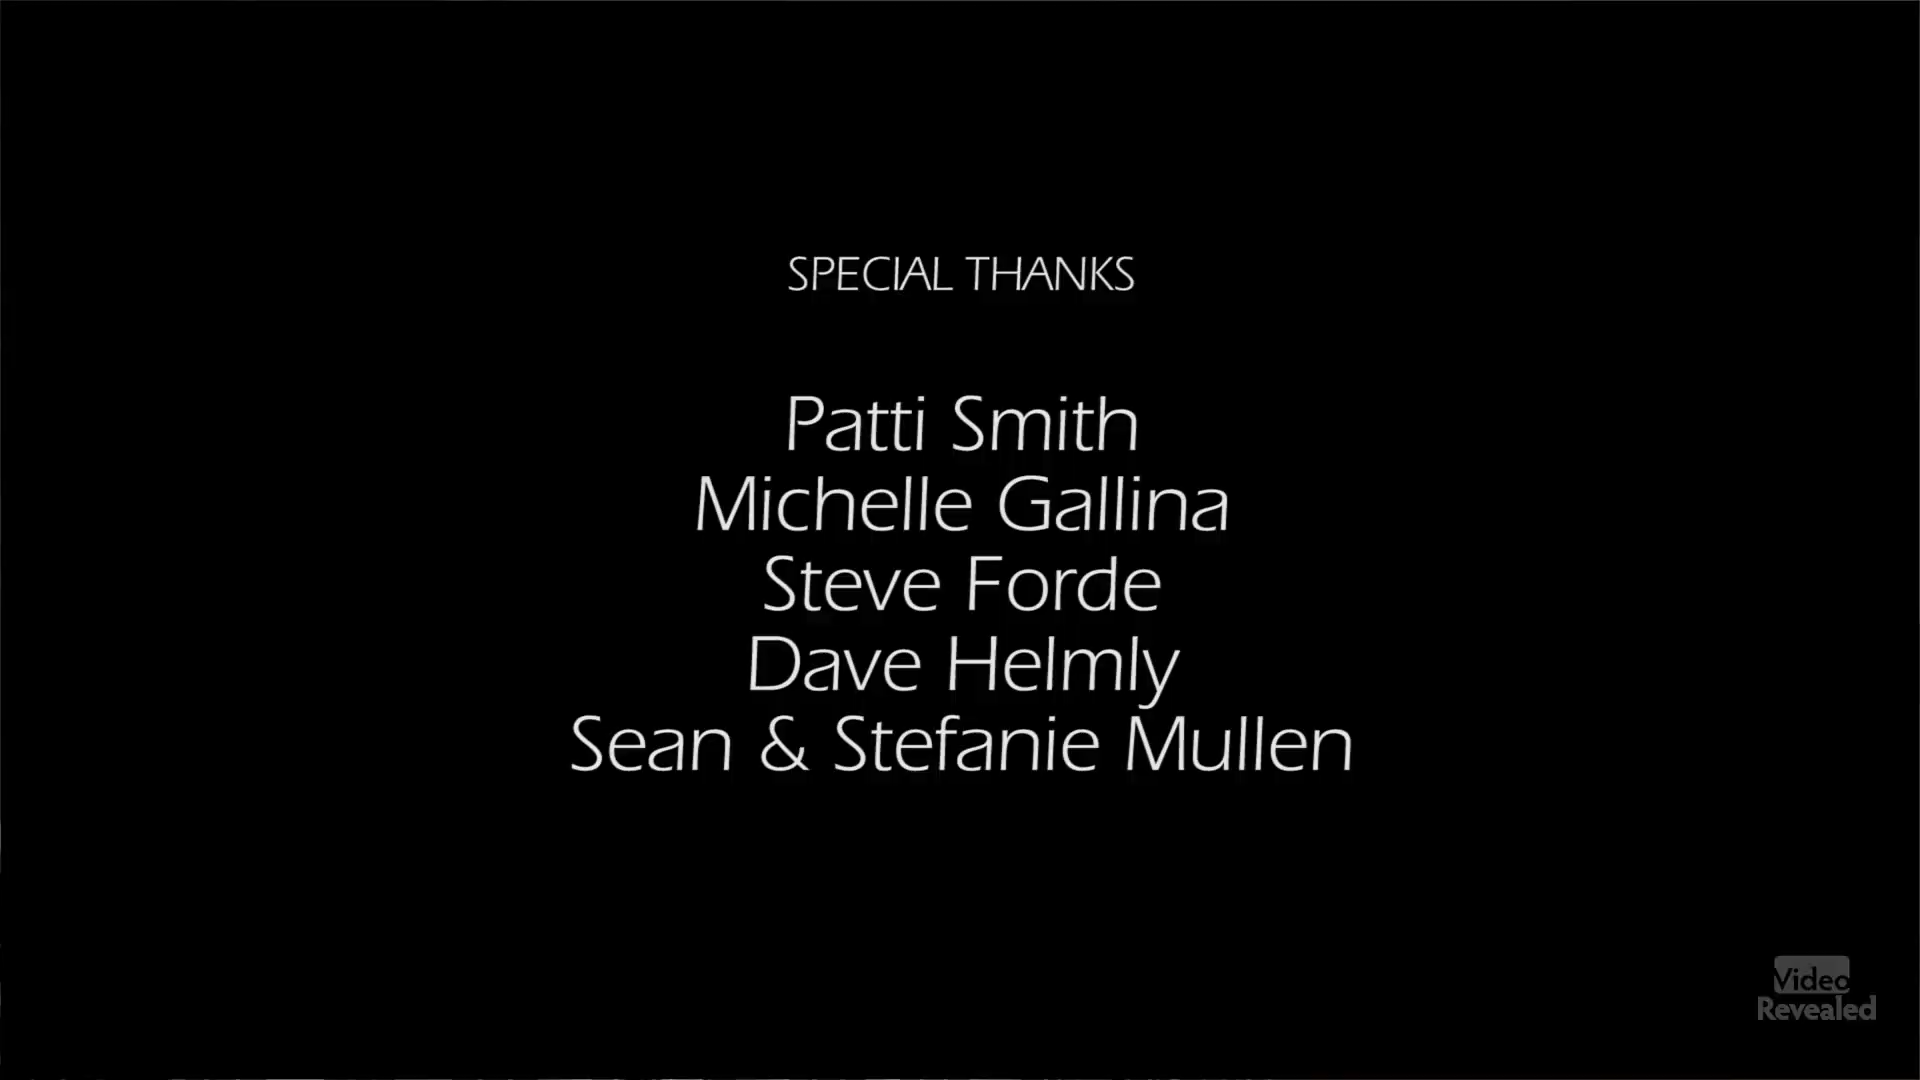 SPECIAL THANKS
Patti Smith
Michelle Gallina
Steve Forde
Dave Helmly
Sean & Stefanie Mullen
Video
Revealed